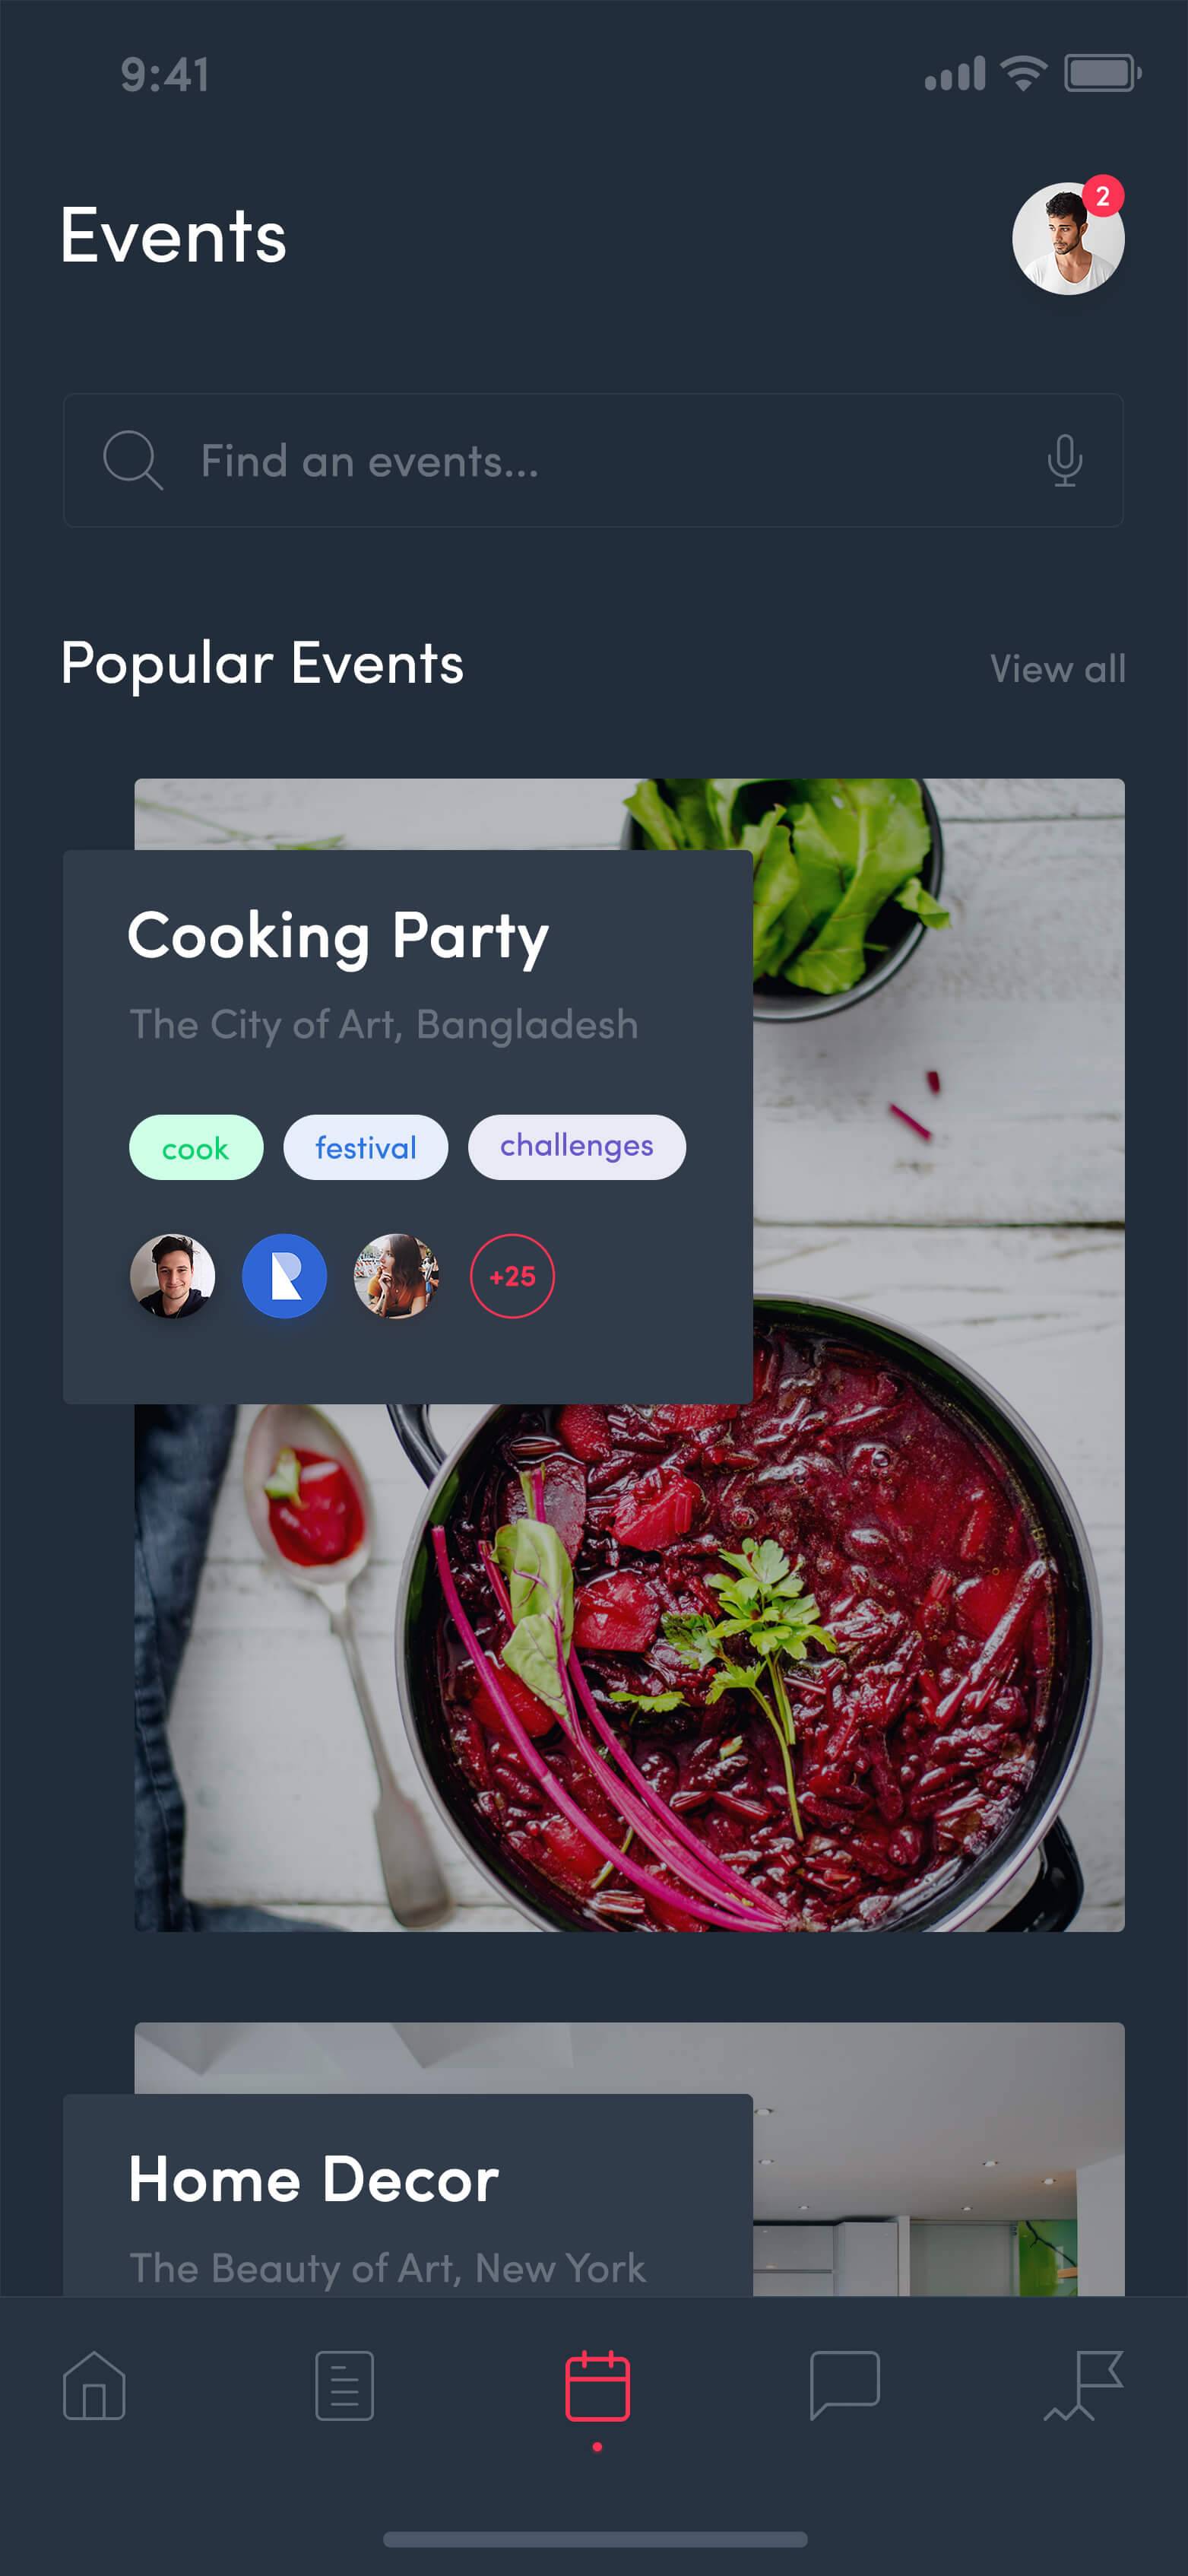 9:41
Events
2
Find an events...
Popular Events
View all
Cooking Party
The City of Art, Bangladesh
cook
festival
challenges
+25
Home Decor
The Beauty of Art, New York